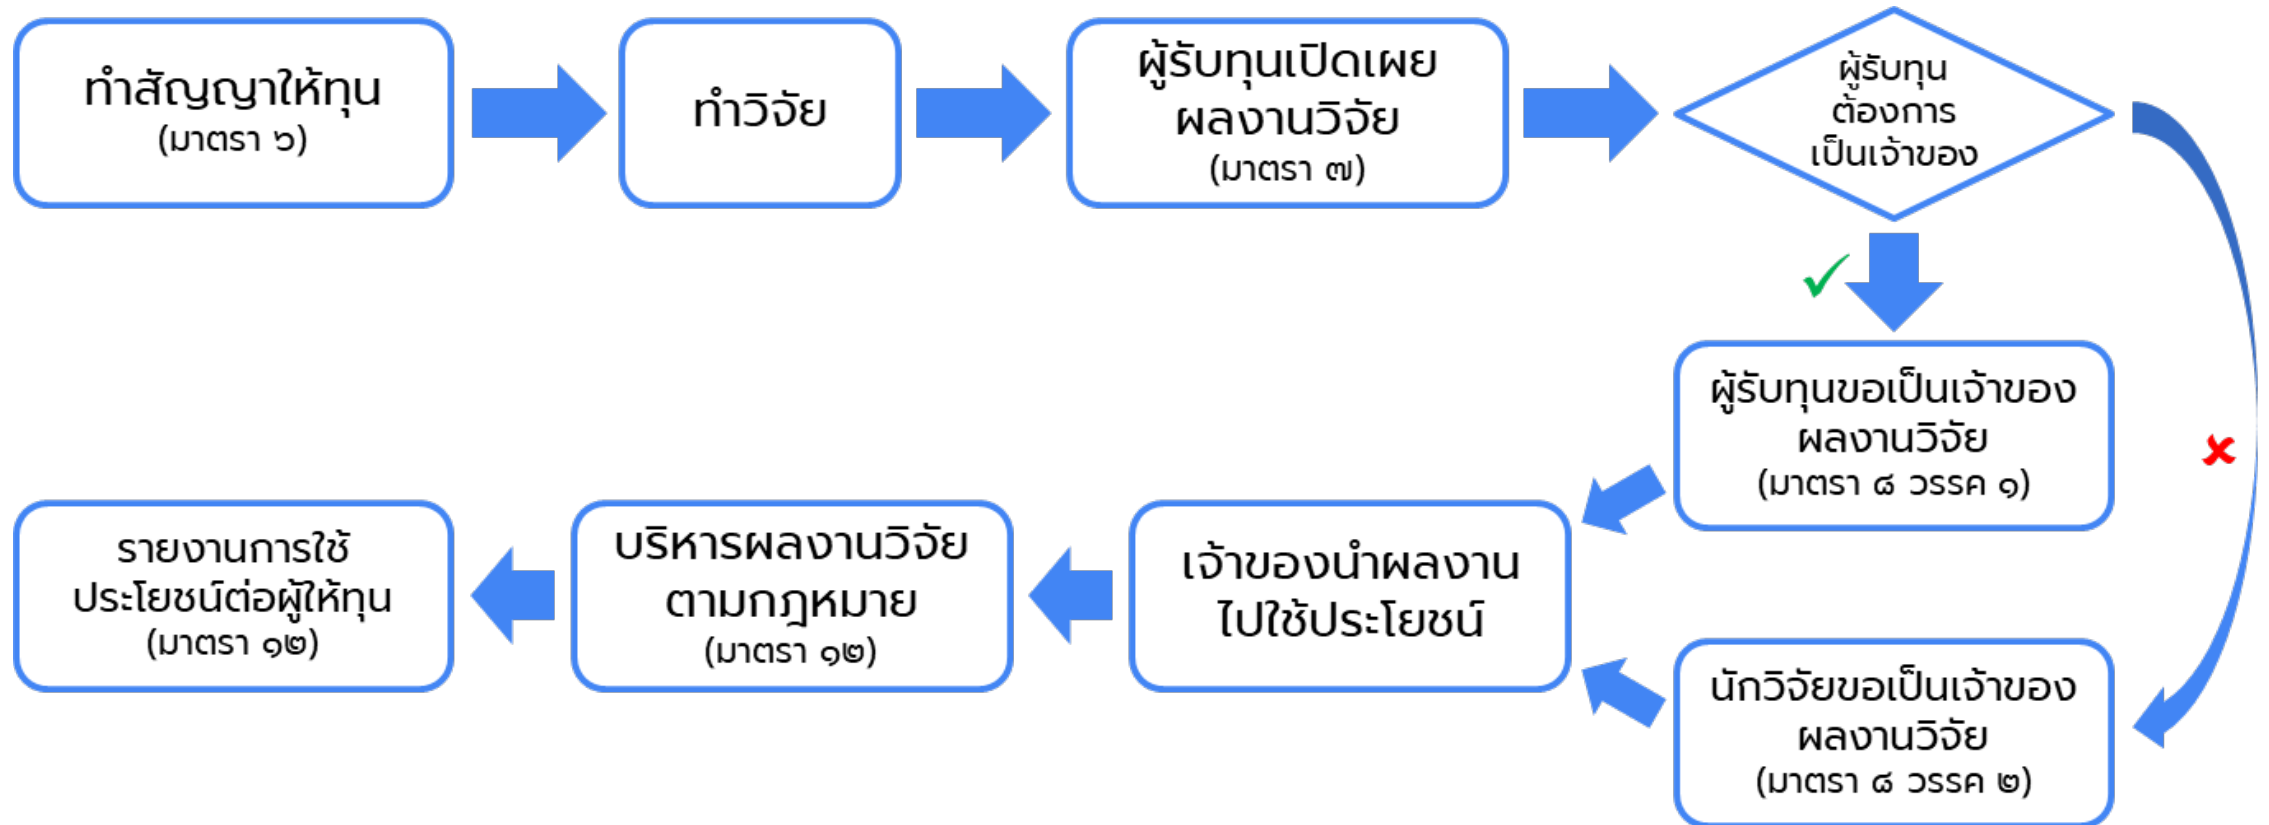 ทำสัญญาให้ทุน
(มาตรา ๖)
ทำวิจัย
ผู้รับทุนเปิดเผย
ผลงานวิจัย
(มาตรา ๗)
ผู้รับทุน
ต้องการ
เป็นเจ้าของ
ผู้รับทุนขอเป็นเจ้าของ
ผลงานวิจัย
(มาตรา ๘ วรรค ๑)
นักวิจัยขอเป็นเจ้าของ
ผลงานวิจัย
(มาตรา ๘ วรรค ๒)
เจ้าของนำผลงาน
ไปใช้ประโยชน์
บริหารผลงานวิจัย
ตามกฎหมาย
(มาตรา ๑๒)
รายงานการใช้
ประโยชน์ต่อผู้ให้ทุน
(มาตรา ๑๒)